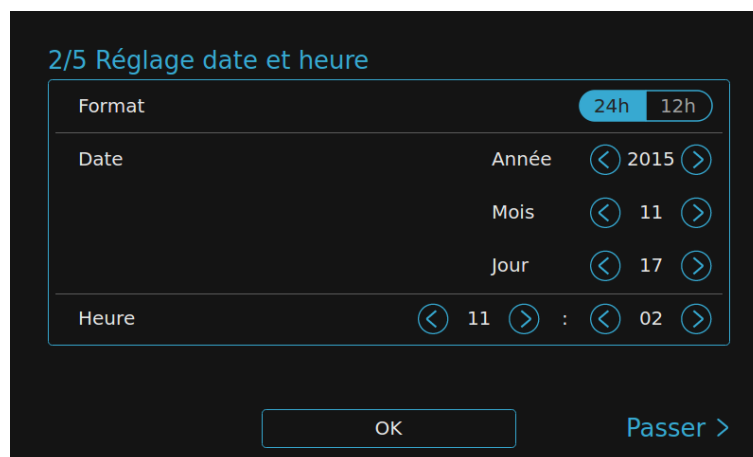 2/5 Réglage date et heure
Format 24h 12h
Date Année 2015
Mois 11
Jour 17
Heure 11 : 02
OK
Passer